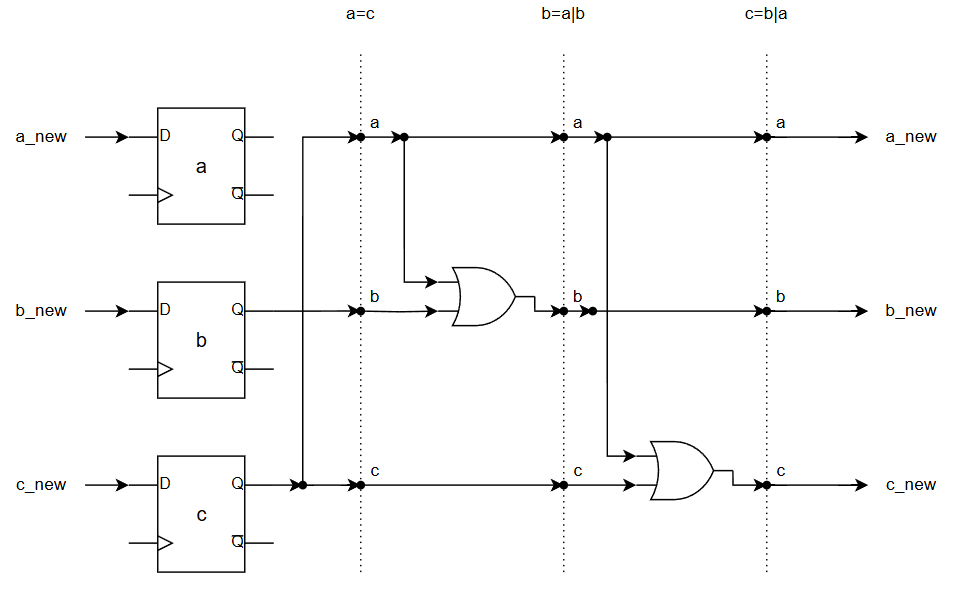 a=c b=a|b c=b|a
a_new D Q a a a a_new
a
Q
b_new D Q b b b b_new
b
Q
c_new D Q c c c c_new
c
Q